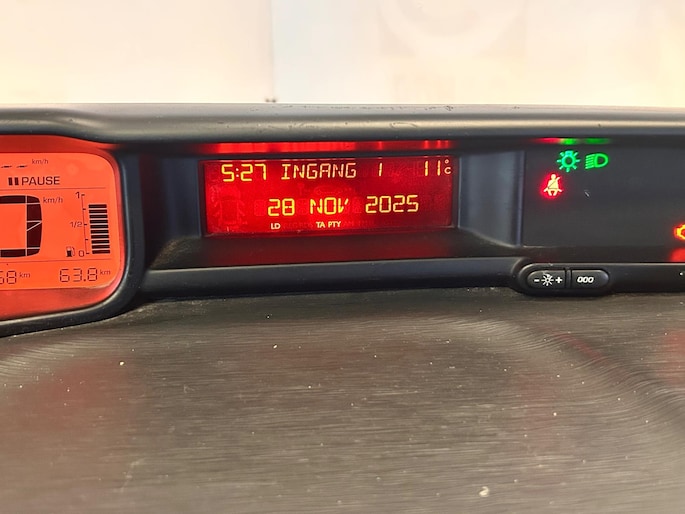 km/h
PAUSE
km/h
1
1/2
0
km
63.8 km
5:27 INGANG 1 11°C
28 NOV 2025
LD TA PTY
- +
000